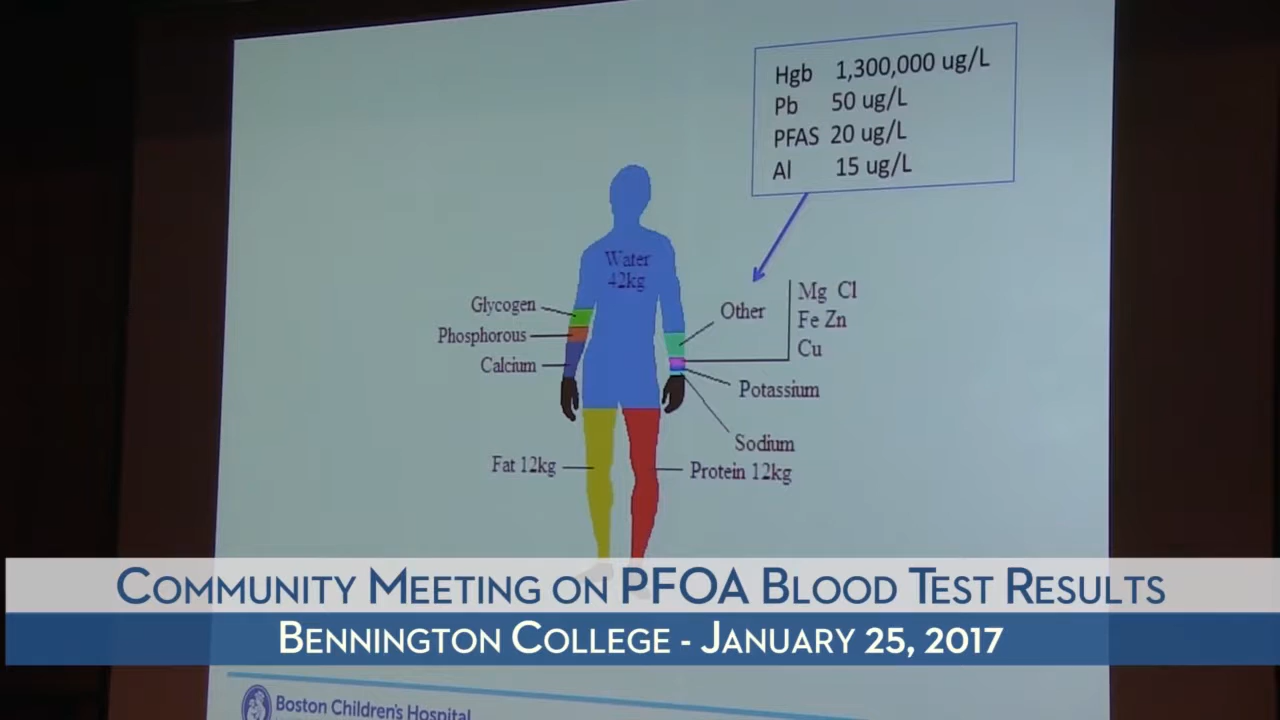 Hgb 1,300,000 ug/L
Pb 50 ug/L
PFAS 20 ug/L
Al 15 ug/L
Water
42kg
Glycogen
Phosphorous
Calcium
Other
Mg Cl
Fe Zn
Cu
Potassium
Sodium
Fat 12kg
Protein 12kg
COMMUNITY MEETING ON PFOA BLOOD TEST RESULTS
BENNINGTON COLLEGE - JANUARY 25, 2017
Boston Children's Hospital